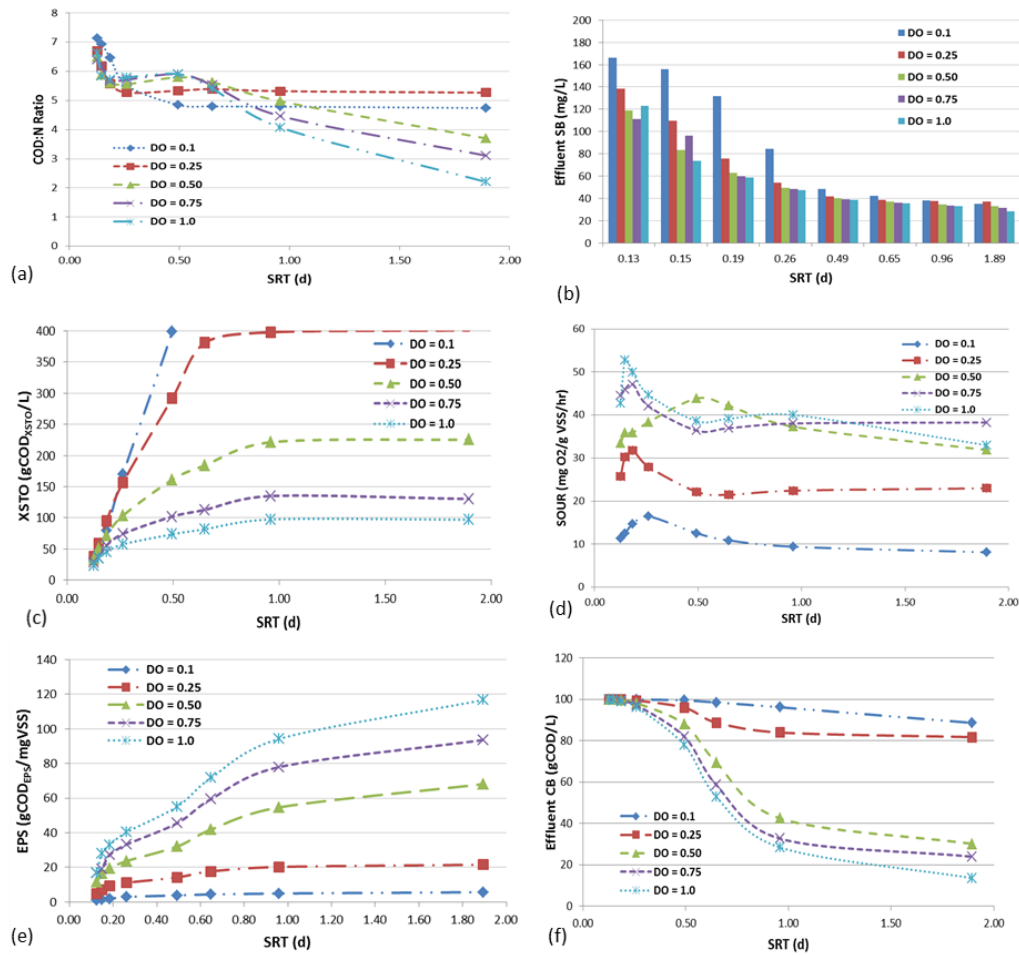 COD:N Ratio
8
7
6
5
4
3
2
1
0
DO = 0.1
DO = 0.25
DO = 0.50
DO = 0.75
DO = 1.0
0.00 0.50 1.00 1.50 2.00
SRT (d)
(a)
Effluent SB (mg/L)
200
180
160
140
120
100
80
60
40
20
0
DO = 0.1
DO = 0.25
DO = 0.50
DO = 0.75
DO = 1.0
0.13 0.15 0.19 0.26 0.49 0.65 0.96 1.89
SRT (d)
(b)
XSTO (gCOD_XSTO/L)
400
350
300
250
200
150
100
50
0
DO = 0.1
DO = 0.25
DO = 0.50
DO = 0.75
DO = 1.0
0.00 0.50 1.00 1.50 2.00
SRT (d)
(c)
SOUR (mg O2/g VSS/hr)
60
50
40
30
20
10
0
DO = 0.1
DO = 0.25
DO = 0.50
DO = 0.75
DO = 1.0
0.00 0.50 1.00 1.50 2.00
SRT (d)
(d)
EPS (gCOD_EPS/mgVSS)
140
120
100
80
60
40
20
0
DO = 0.1
DO = 0.25
DO = 0.50
DO = 0.75
DO = 1.0
0.00 0.20 0.40 0.60 0.80 1.00 1.20 1.40 1.60 1.80 2.00
SRT (d)
(e)
Effluent CB (gCOD/L)
120
100
80
60
40
20
0
DO = 0.1
DO = 0.25
DO = 0.50
DO = 0.75
DO = 1.0
0.00 0.50 1.00 1.50 2.00
SRT (d)
(f)